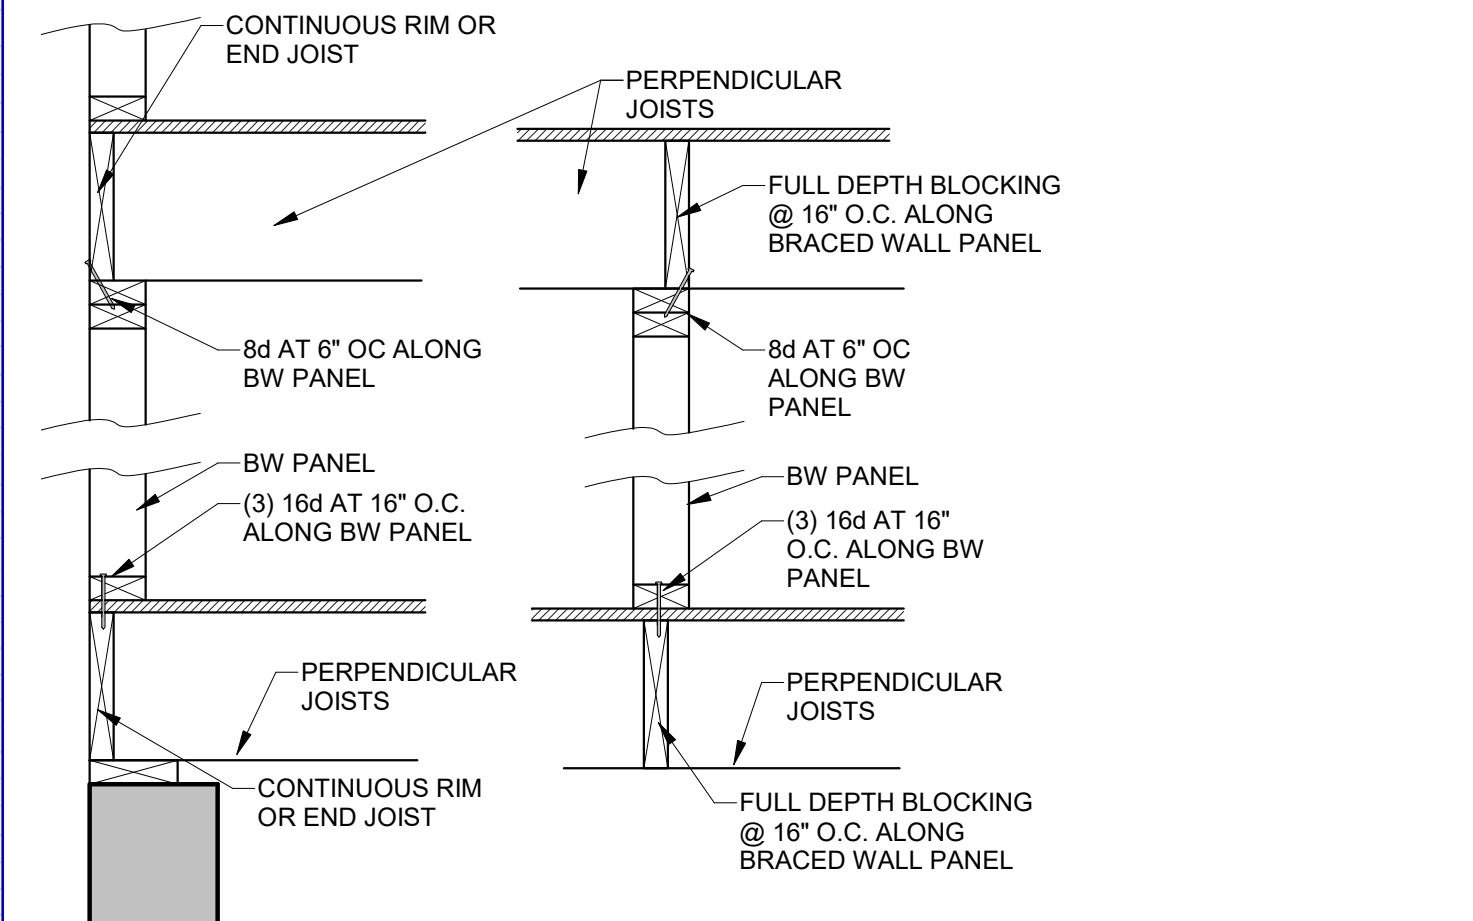 CONTINUOUS RIM OR
END JOIST
PERPENDICULAR
JOISTS
FULL DEPTH BLOCKING
@ 16" O.C. ALONG
BRACED WALL PANEL
8d AT 6" OC ALONG
BW PANEL
8d AT 6" OC
ALONG BW
PANEL
BW PANEL
(3) 16d AT 16" O.C.
ALONG BW PANEL
BW PANEL
(3) 16d AT 16"
O.C. ALONG BW
PANEL
PERPENDICULAR
JOISTS
PERPENDICULAR
JOISTS
CONTINUOUS RIM
OR END JOIST
FULL DEPTH BLOCKING
@ 16" O.C. ALONG
BRACED WALL PANEL